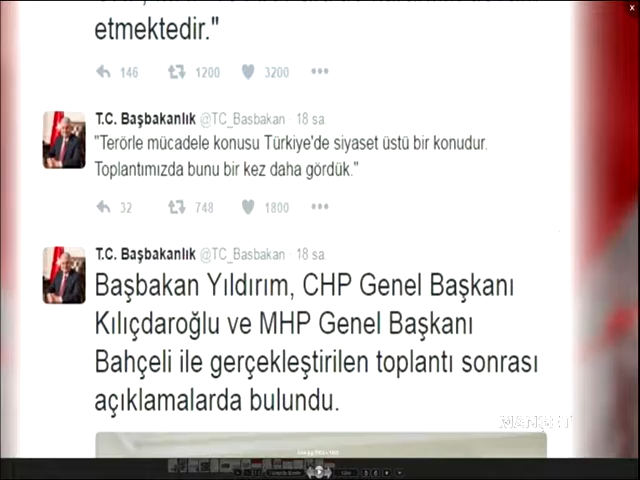 etmektedir."
146 1200 3200
T.C. Başbakanlık @TC_Basbakan · 18 sa
"Terörle mücadele konusu Türkiye'de siyaset üstü bir konudur.
Toplantımızda bunu bir kez daha gördük."
32 748 1800
T.C. Başbakanlık @TC_Basbakan · 18 sa
Başbakan Yıldırım, CHP Genel Başkanı
Kılıçdaroğlu ve MHP Genel Başkanı
Bahçeli ile gerçekleştirilen toplantı sonrası
açıklamalarda bulundu.
MANŞET